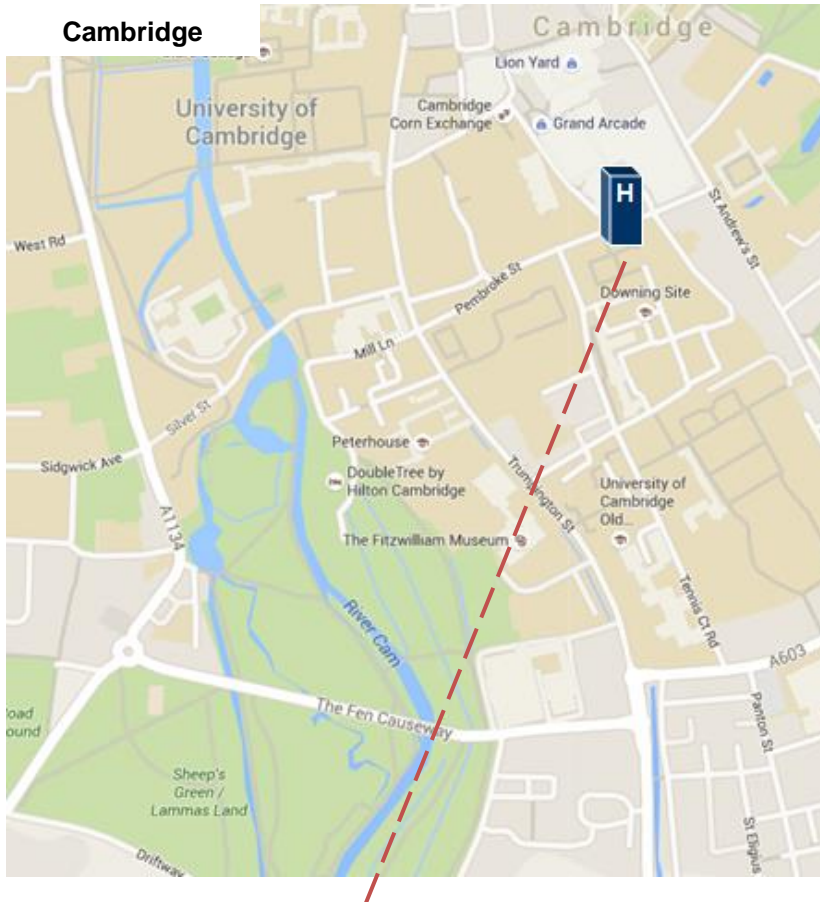 Cambridge
Cambridge
Lion Yard
University of
Cambridge
Cambridge
Corn Exchange
Grand Arcade
H
West Rd
St Andrew's St
Pembroke St
Downing Site
Mill Ln
Silver St
Peterhouse
Sidgwick Ave
DoubleTree by
Hilton Cambridge
Trumpington St
University of
Cambridge
Old...
A1134
The Fitzwilliam Museum
Tennis Ct Rd
River Cam
A603
The Fen Causeway
Panton St
Sheep's
Green /
Lammas Land
Driftway
St Eligius